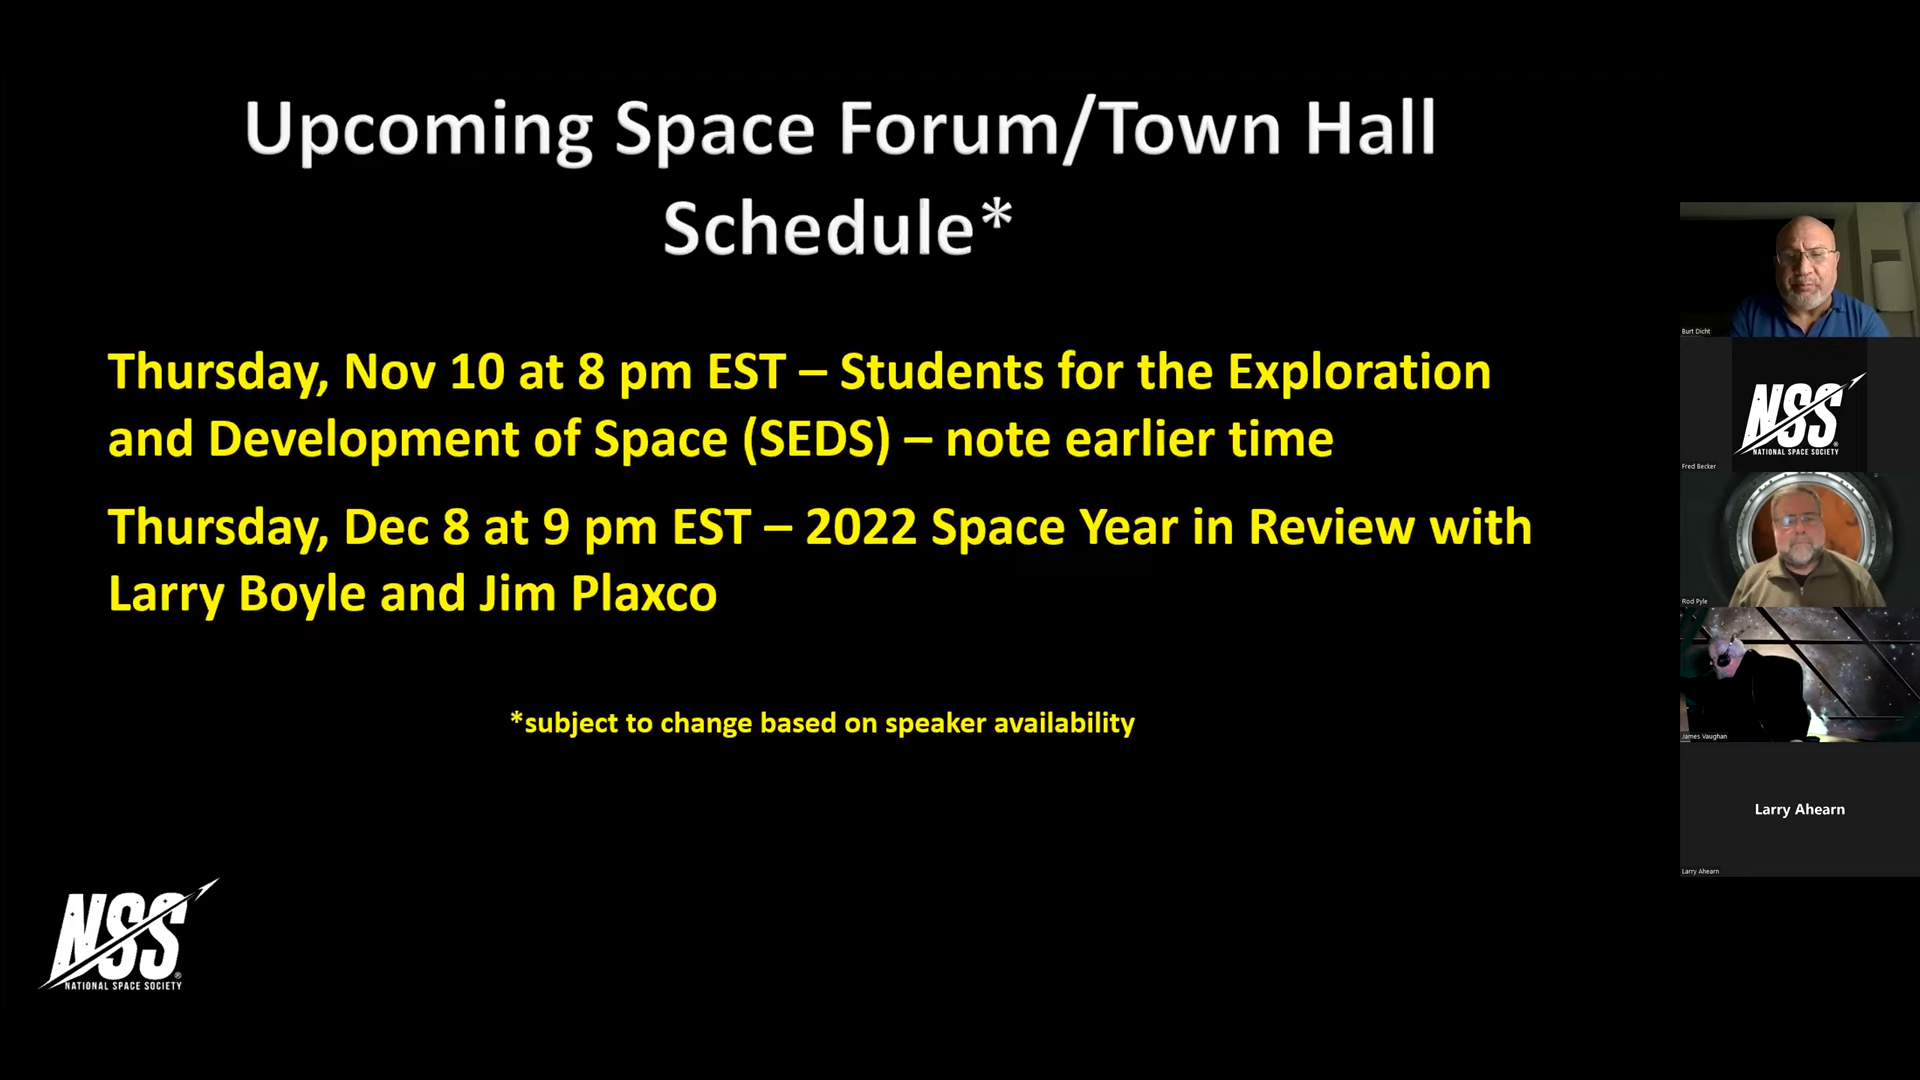 Upcoming Space Forum/Town Hall
Schedule*
Thursday, Nov 10 at 8 pm EST – Students for the Exploration
and Development of Space (SEDS) – note earlier time
Thursday, Dec 8 at 9 pm EST – 2022 Space Year in Review with
Larry Boyle and Jim Plaxco
*subject to change based on speaker availability
NSS
NATIONAL SPACE SOCIETY
Burt Dicht
NSS
NATIONAL SPACE SOCIETY
Fred Becker
Rod Pyle
James Vaughan
Larry Ahearn
Larry Ahearn